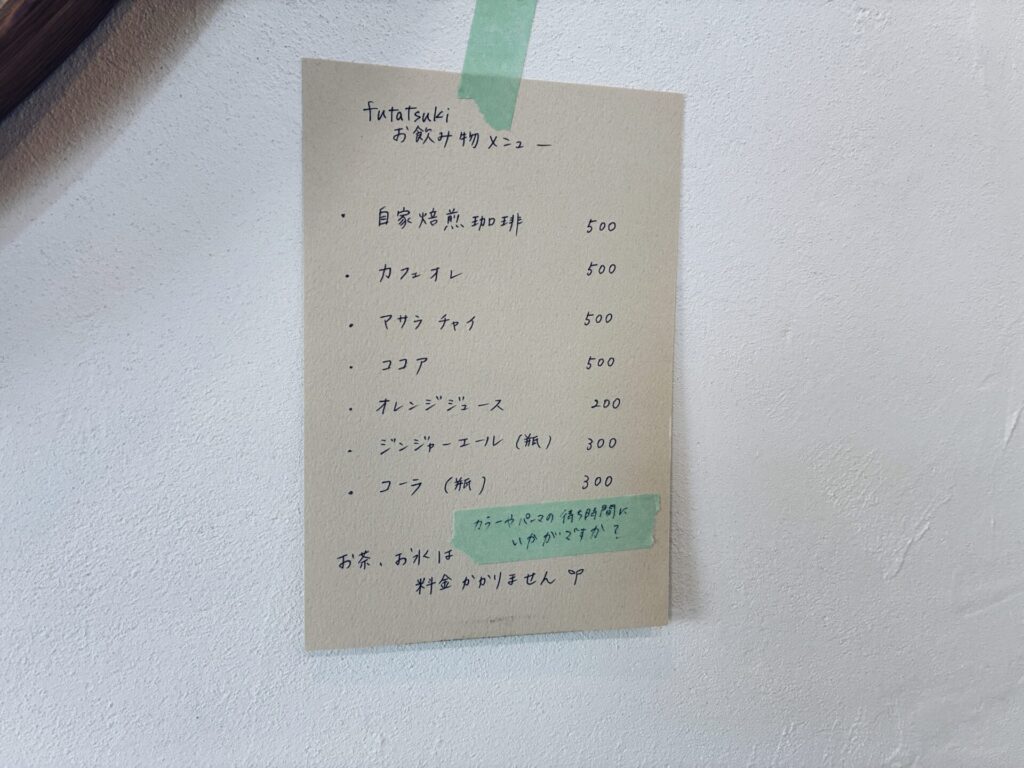 futatsuki
お飲み物メニュー
・ 自家焙煎珈琲 500
・ カフェオレ 500
・ マサラチャイ 500
・ ココア 500
・ オレンジジュース 200
・ ジンジャーエール (瓶) 300
・ コーラ (瓶) 300
カラーやパーマの待ち時間に
いかがですか?
お茶、お水は
料金かかりません